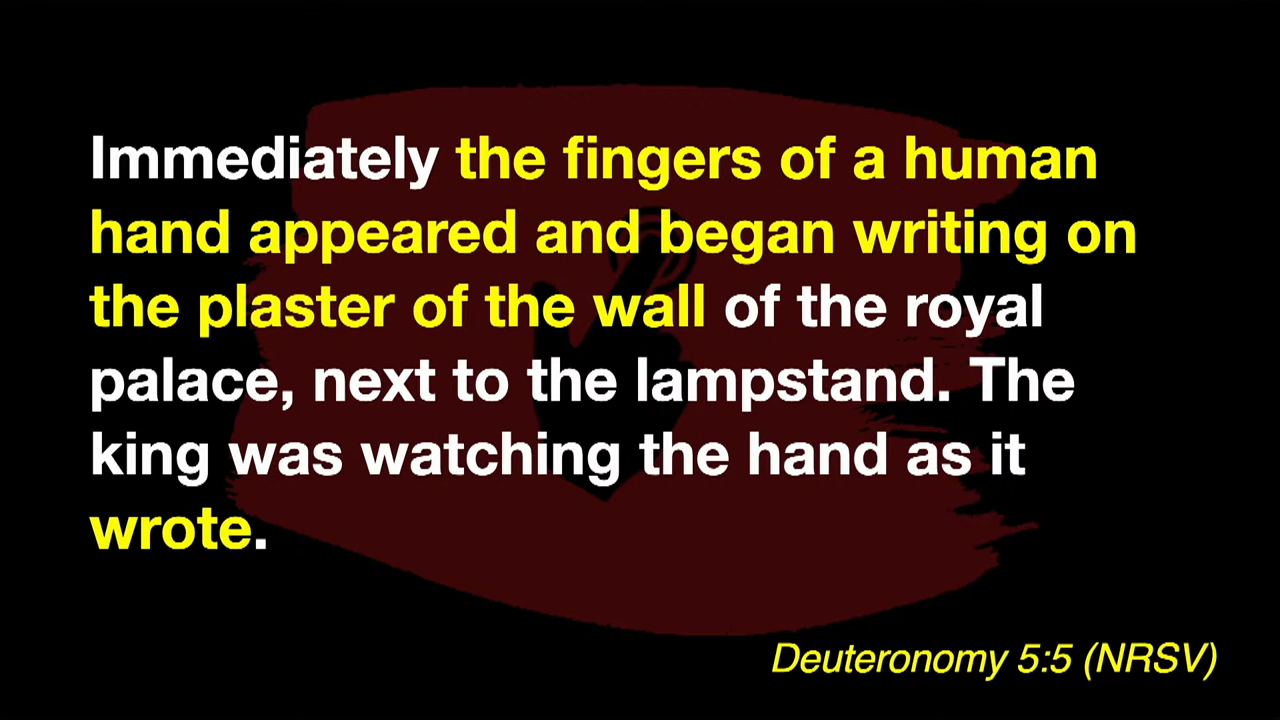 Immediately the fingers of a human
hand appeared and began writing on
the plaster of the wall of the royal
palace, next to the lampstand. The
king was watching the hand as it
wrote.
Deuteronomy 5:5 (NRSV)